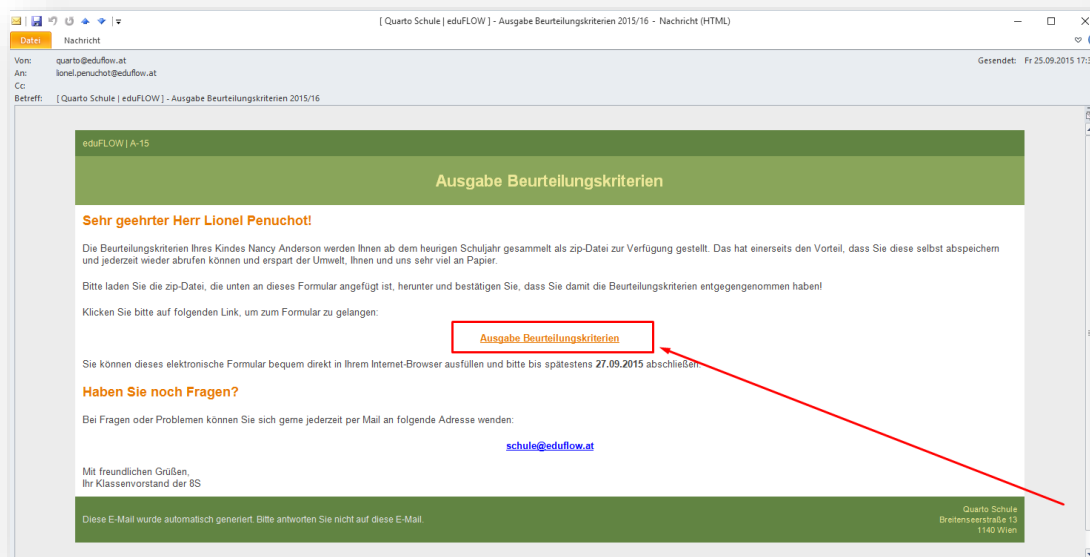 [ Quarto Schule | eduFLOW ] - Ausgabe Beurteilungskriterien 2015/16 - Nachricht (HTML)
Datei Nachricht
Von: quarto@eduflow.at Gesendet: Fr 25.09.2015 17:3
An: lionel.penuchot@eduflow.at
Cc:
Betreff: [ Quarto Schule | eduFLOW ] - Ausgabe Beurteilungskriterien 2015/16
eduFLOW | A-15
Ausgabe Beurteilungskriterien
Sehr geehrter Herr Lionel Penuchot!
Die Beurteilungskriterien Ihres Kindes Nancy Anderson werden Ihnen ab dem heurigen Schuljahr gesammelt als zip-Datei zur Verfügung gestellt. Das hat einerseits den Vorteil, dass Sie diese selbst abspeichern
und jederzeit wieder abrufen können und erspart der Umwelt, Ihnen und uns sehr viel an Papier.
Bitte laden Sie die zip-Datei, die unten an dieses Formular angefügt ist, herunter und bestätigen Sie, dass Sie damit die Beurteilungskriterien entgegengenommen haben!
Klicken Sie bitte auf folgenden Link, um zum Formular zu gelangen:
Ausgabe Beurteilungskriterien
Sie können dieses elektronische Formular bequem direkt in Ihrem Internet-Browser ausfüllen und bitte bis spätestens 27.09.2015 abschließen.
Haben Sie noch Fragen?
Bei Fragen oder Problemen können Sie sich gerne jederzeit per Mail an folgende Adresse wenden:
schule@eduflow.at
Mit freundlichen Grüßen,
Ihr Klassenvorstand der 8S
Diese E-Mail wurde automatisch generiert. Bitte antworten Sie nicht auf diese E-Mail.
Quarto Schule
Breitenseerstraße 13
1140 Wien